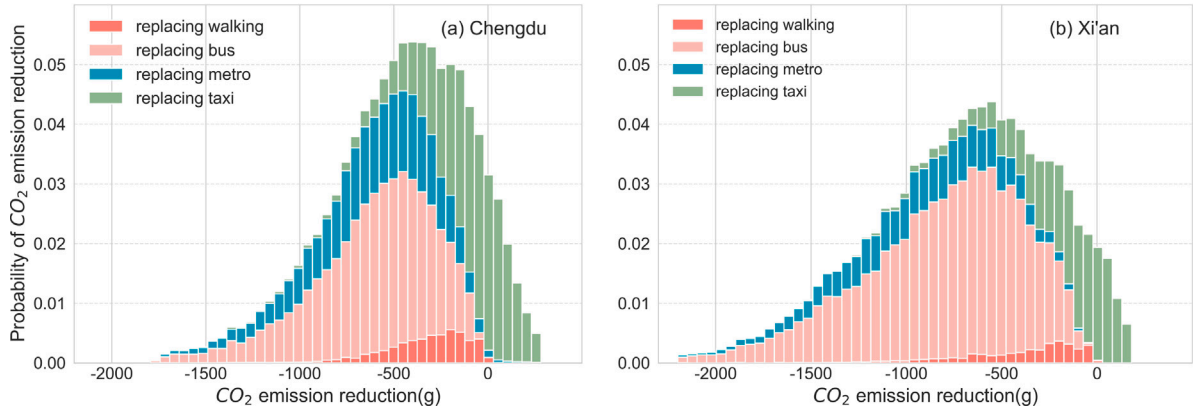 (a) Chengdu
replacing walking
replacing bus
replacing metro
replacing taxi
Probability of CO2 emission reduction
0.05
0.04
0.03
0.02
0.01
0.00
-2000
-1500
-1000
-500
0
CO2 emission reduction(g)
(b) Xi'an
replacing walking
replacing bus
replacing metro
replacing taxi
0.05
0.04
0.03
0.02
0.01
0.00
-2000
-1500
-1000
-500
0
CO2 emission reduction(g)